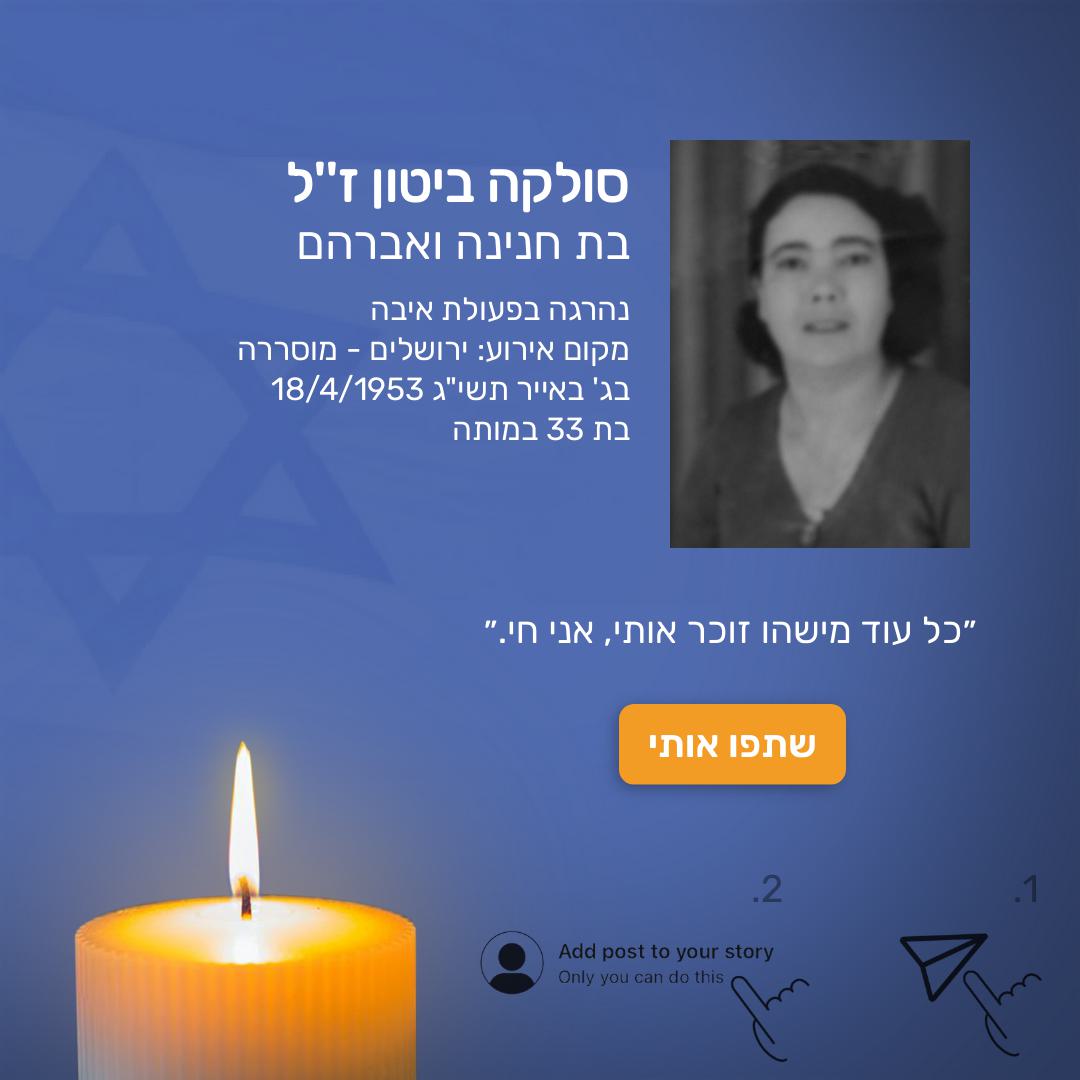 סולקה ביטון ז''ל
בת חנינה ואברהם
נהרגה בפעולת איבה
מקום אירוע: ירושלים - מוסררה
בג' באייר תשי"ג 18/4/1953
בת 33 במותה
״כל עוד מישהו זוכר אותי, אני חי.״
שתפו אותי
1.
2.
Add post to your story
Only you can do this